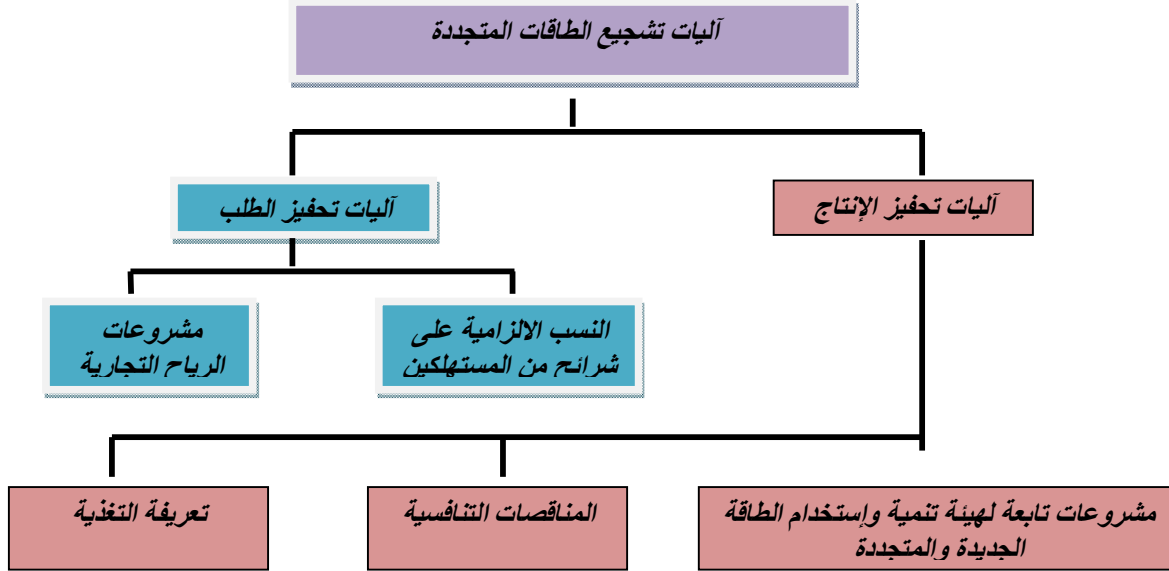 آليات تشجيع الطاقات المتجددة
آليات تحفيز الإنتاج
آليات تحفيز الطلب
النسب الالزامية على
شرائح من المستهلكين
مشروعات
الرياح التجارية
مشروعات تابعة لهيئة تنمية وإستخدام الطاقة
الجديدة والمتجددة
المناقصات التنافسية
تعريفة التغذية